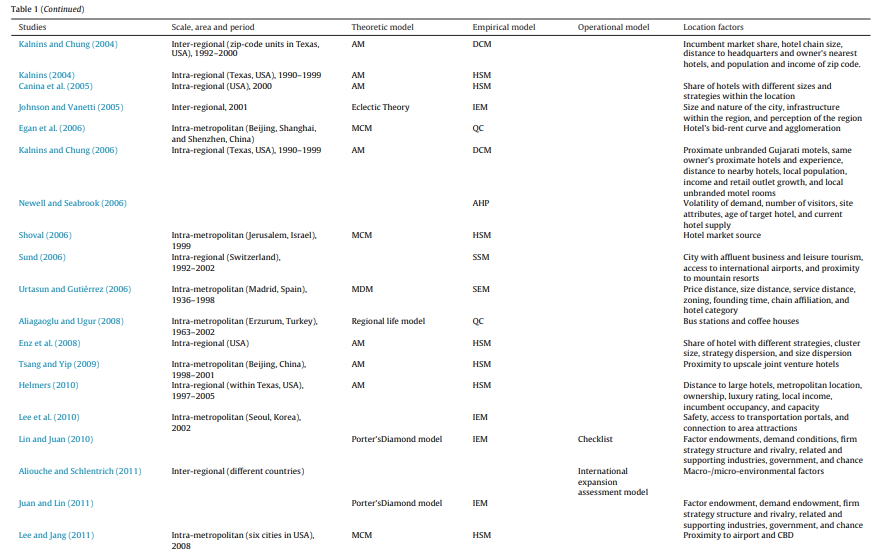 Table 1 (Continued)
Studies Scale, area and period Theoretic model Empirical model Operational model Location factors
Kalnins and Chung (2004) Inter-regional (zip-code units in Texas, AM DCM Incumbent market share, hotel chain size,
USA), 1992–2000 distance to headquarters and owner's nearest
hotels, and population and income of zip code.
Kalnins (2004) Intra-regional (Texas, USA), 1990–1999 AM HSM
Canina et al. (2005) Intra-regional (USA), 2000 AM HSM Share of hotels with different sizes and
strategies within the location
Johnson and Vanetti (2005) Inter-regional, 2001 Eclectic Theory IEM Size and nature of the city, infrastructure
within the region, and perception of the region
Egan et al. (2006) Intra-metropolitan (Beijing, Shanghai, MCM QC Hotel's bid-rent curve and agglomeration
and Shenzhen, China)
Kalnins and Chung (2006) Intra-regional (Texas, USA), 1990–1999 AM DCM Proximate unbranded Gujarati motels, same
owner's proximate hotels and experience,
distance to nearby hotels, local population,
income and retail outlet growth, and local
unbranded motel rooms
Newell and Seabrook (2006) AHP Volatility of demand, number of visitors, site
attributes, age of target hotel, and current
hotel supply
Shoval (2006) Intra-metropolitan (Jerusalem, Israel), MCM HSM Hotel market source
1999
Sund (2006) Intra-regional (Switzerland), SSM City with affluent business and leisure tourism,
1992–2002 access to international airports, and proximity
to mountain resorts
Urtasun and Gutiérrez (2006) Intra-metropolitan (Madrid, Spain), MDM SEM Price distance, size distance, service distance,
1936–1998 zoning, founding time, chain affiliation, and
hotel category
Aliagaoglu and Ugur (2008) Intra-metropolitan (Erzurum, Turkey), Regional life model QC Bus stations and coffee houses
1963–2002
Enz et al. (2008) Intra-regional (USA) AM HSM Share of hotel with different strategies, cluster
size, strategy dispersion, and size dispersion
Tsang and Yip (2009) Intra-metropolitan (Beijing, China), AM HSM Proximity to upscale joint venture hotels
1998–2001
Helmers (2010) Intra-regional (within Texas, USA), AM HSM Distance to large hotels, metropolitan location,
1997–2005 ownership, luxury rating, local income,
incumbent occupancy, and capacity
Lee et al. (2010) Intra-metropolitan (Seoul, Korea), IEM Safety, access to transportation portals, and
2002 connection to area attractions
Lin and Juan (2010) Porter'sDiamond model IEM Checklist Factor endowments, demand conditions, firm
strategy structure and rivalry, related and
supporting industries, government, and chance
Aliouche and Schlentrich (2011) Inter-regional (different countries) International Macro-/micro-environmental factors
expansion
assessment model
Juan and Lin (2011) Porter'sDiamond model IEM Factor endowment, demand endowment, firm
strategy structure and rivalry, related and
supporting industries, government, and chance
Lee and Jang (2011) Intra-metropolitan (six cities in USA), MCM HSM Proximity to airport and CBD
2008